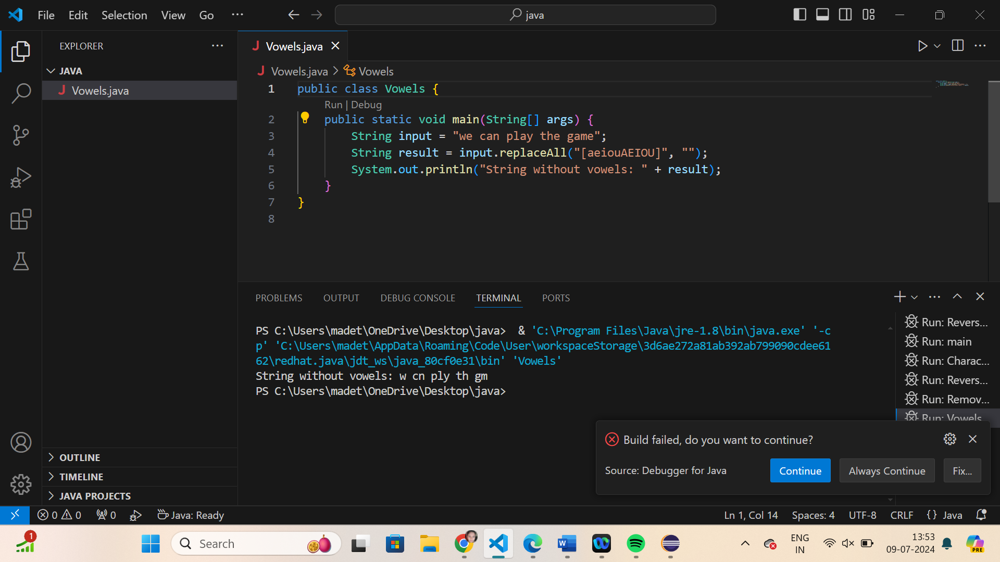 File Edit Selection View Go ...
java
EXPLORER
JAVA
Vowels.java
OUTLINE
TIMELINE
JAVA PROJECTS
Vowels.java
Vowels.java > Vowels
1 public class Vowels {
Run | Debug
2 public static void main(String[] args) {
3 String input = "we can play the game";
4 String result = input.replaceAll("[aeiouAEIOU]", "");
5 System.out.println("String without vowels: " + result);
6 }
7 }
8
PROBLEMS OUTPUT DEBUG CONSOLE TERMINAL PORTS
PS C:\Users\madet\OneDrive\Desktop\java>  & 'C:\Program Files\Java\jre-1.8\bin\java.exe' '-c
p' 'C:\Users\madet\AppData\Roaming\Code\User\workspaceStorage\3d6ae272a81ab392ab799090cdee61
62\redhat.java\jdt_ws\java_80cf0e31\bin' 'Vowels'
String without vowels: w cn ply th gm
PS C:\Users\madet\OneDrive\Desktop\java>
Run: Revers...
Run: main
Run: Charac...
Run: Revers...
Run: Remov...
Run: Vowels
Build failed, do you want to continue?
Source: Debugger for Java
Continue Always Continue Fix...
0 0 0 Java: Ready
Ln 1, Col 14 Spaces: 4 UTF-8 CRLF {} Java
1
Search
ENG
IN
13:53
09-07-2024
PRE